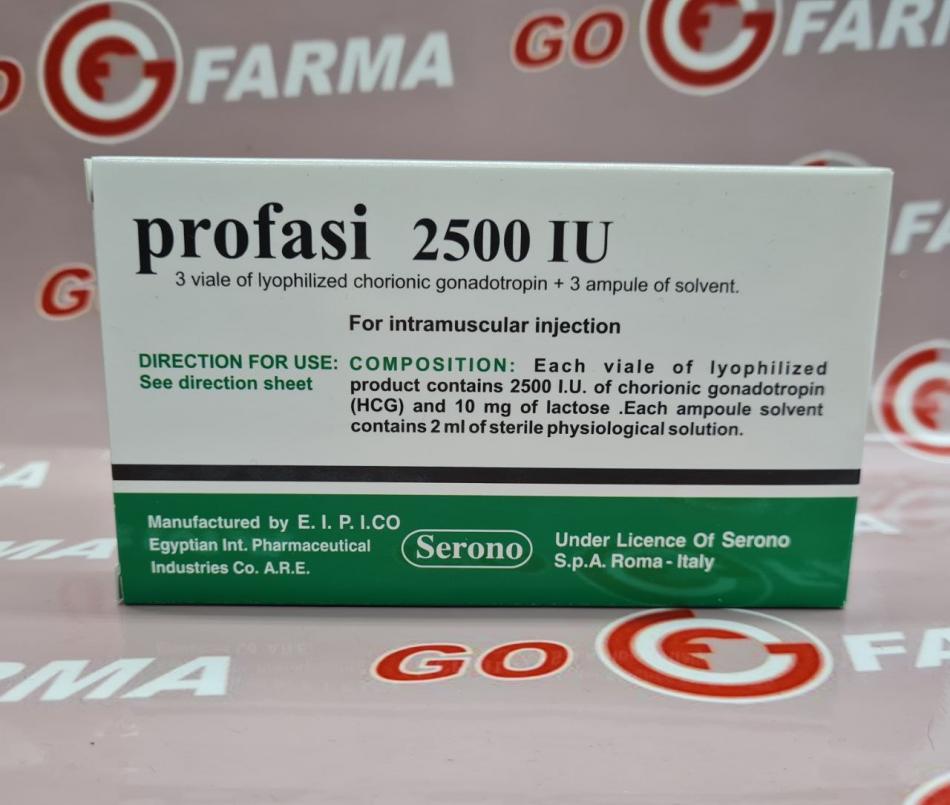 FARMA
GO FARM
profasi 2500 IU
3 viale of lyophilized chorionic gonadotropin + 3 ampule of solvent.
For intramuscular injection
DIRECTION FOR USE:
See direction sheet
COMPOSITION: Each viale of lyophilized
product contains 2500 I.U. of chorionic gonadotropin
(HCG) and 10 mg of lactose .Each ampoule solvent
contains 2 ml of sterile physiological solution.
Manufactured by E. I. P. I.CO
Egyptian Int. Pharmaceutical
Industries Co. A.R.E.
Serono
Under Licence Of Serono
S.p.A. Roma - Italy
RMA
GO FA